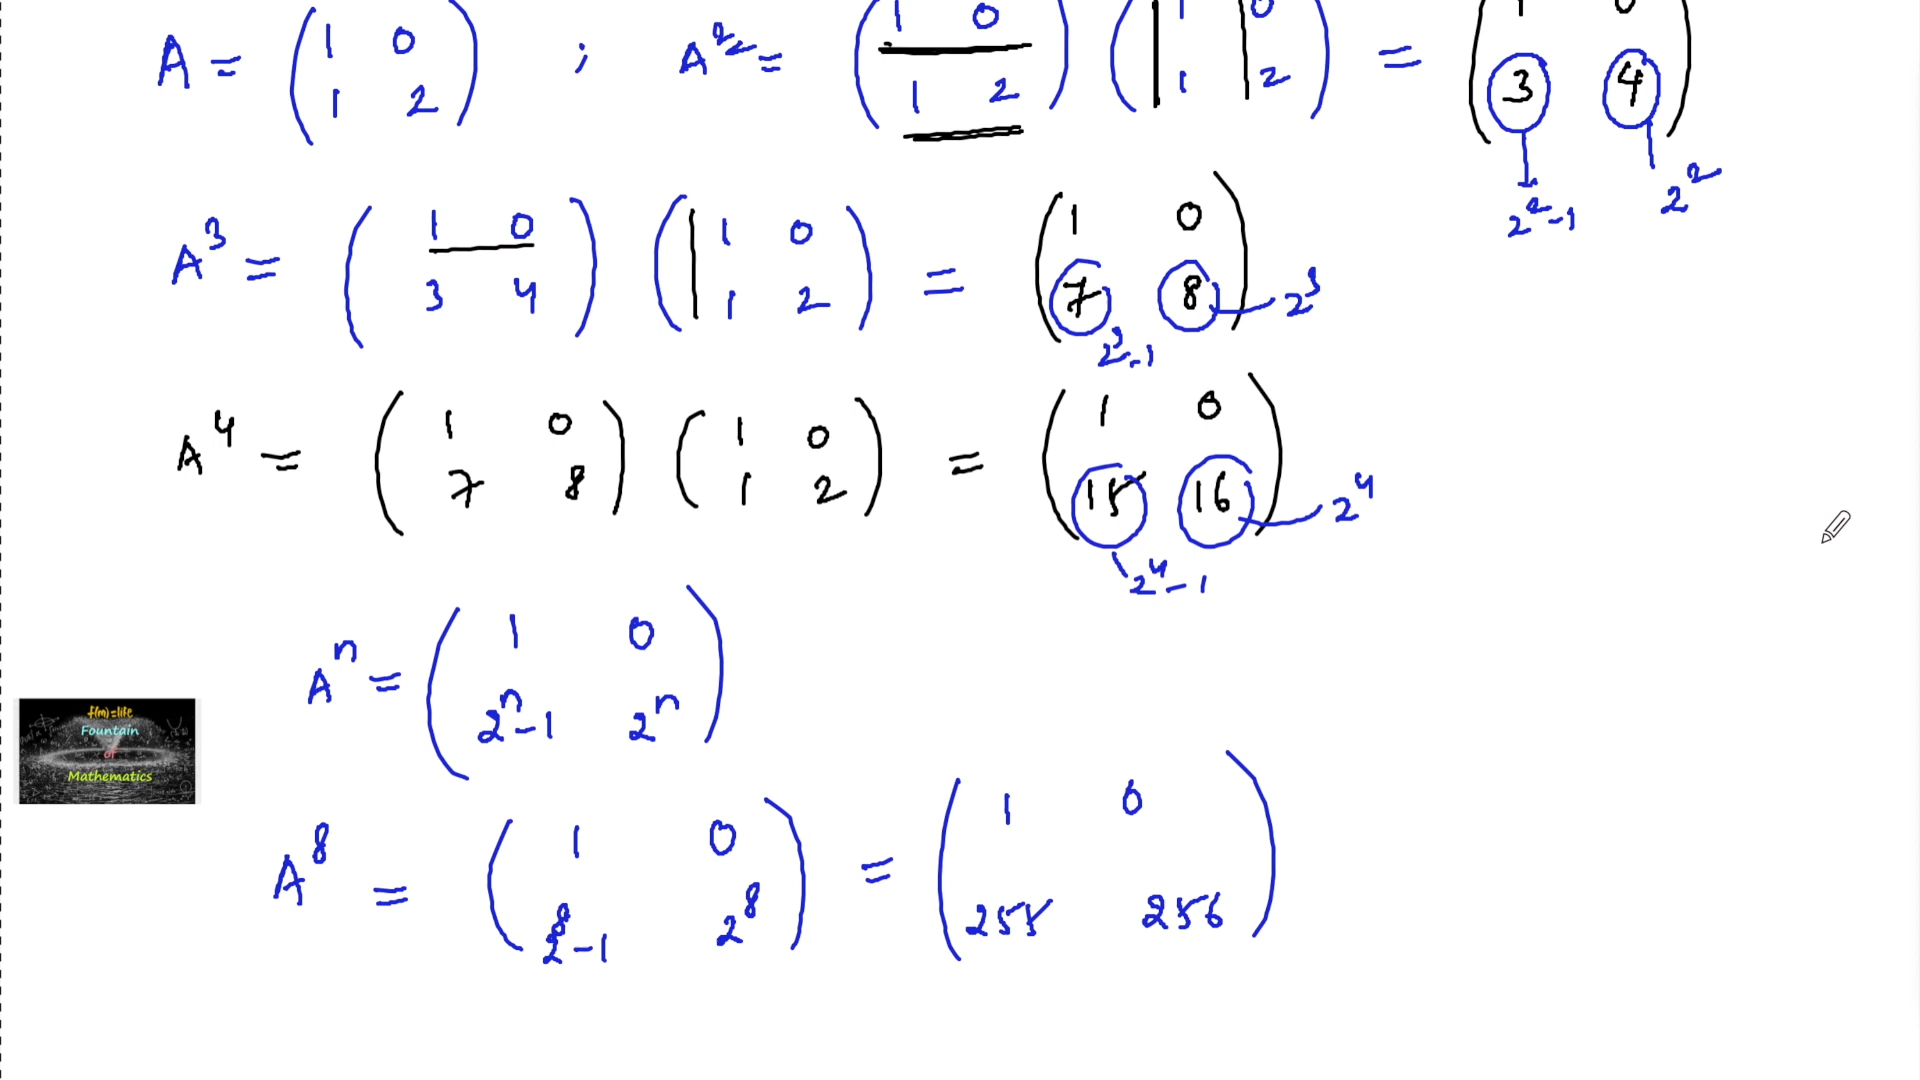 A = ( 1 0 ; 1 2 ) ; A² = ( 1 0 ; 1 2 ) ( 1 0 ; 1 2 ) = ( 1 0 ; 3 4 )
2²-1 2²
A³ = ( 1 0 ; 3 4 ) ( 1 0 ; 1 2 ) = ( 1 0 ; 7 8 ) 2³
2³-1
A⁴ = ( 1 0 ; 7 8 ) ( 1 0 ; 1 2 ) = ( 1 0 ; 15 16 ) 2⁴
2⁴-1
Aⁿ = ( 1 0 ; 2ⁿ-1 2ⁿ )
f(m)=life
Fountain
of
Mathematics
A⁸ = ( 1 0 ; 2⁸-1 2⁸ ) = ( 1 0 ; 255 256 )